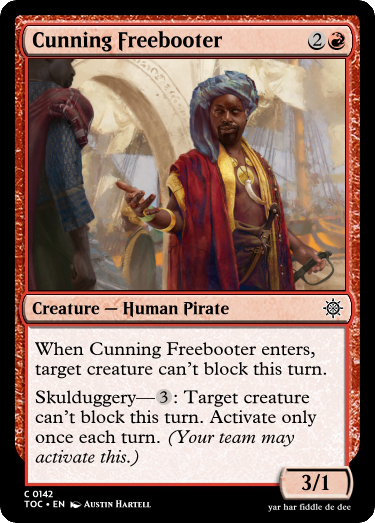 Cunning Freebooter 2
Creature — Human Pirate
When Cunning Freebooter enters,
target creature can't block this turn.
Skulduggery—3: Target creature
can't block this turn. Activate only
once each turn. (Your team may
activate this.)
3/1
C 0142
TOC • EN Austin Hartell
yar har fiddle de dee